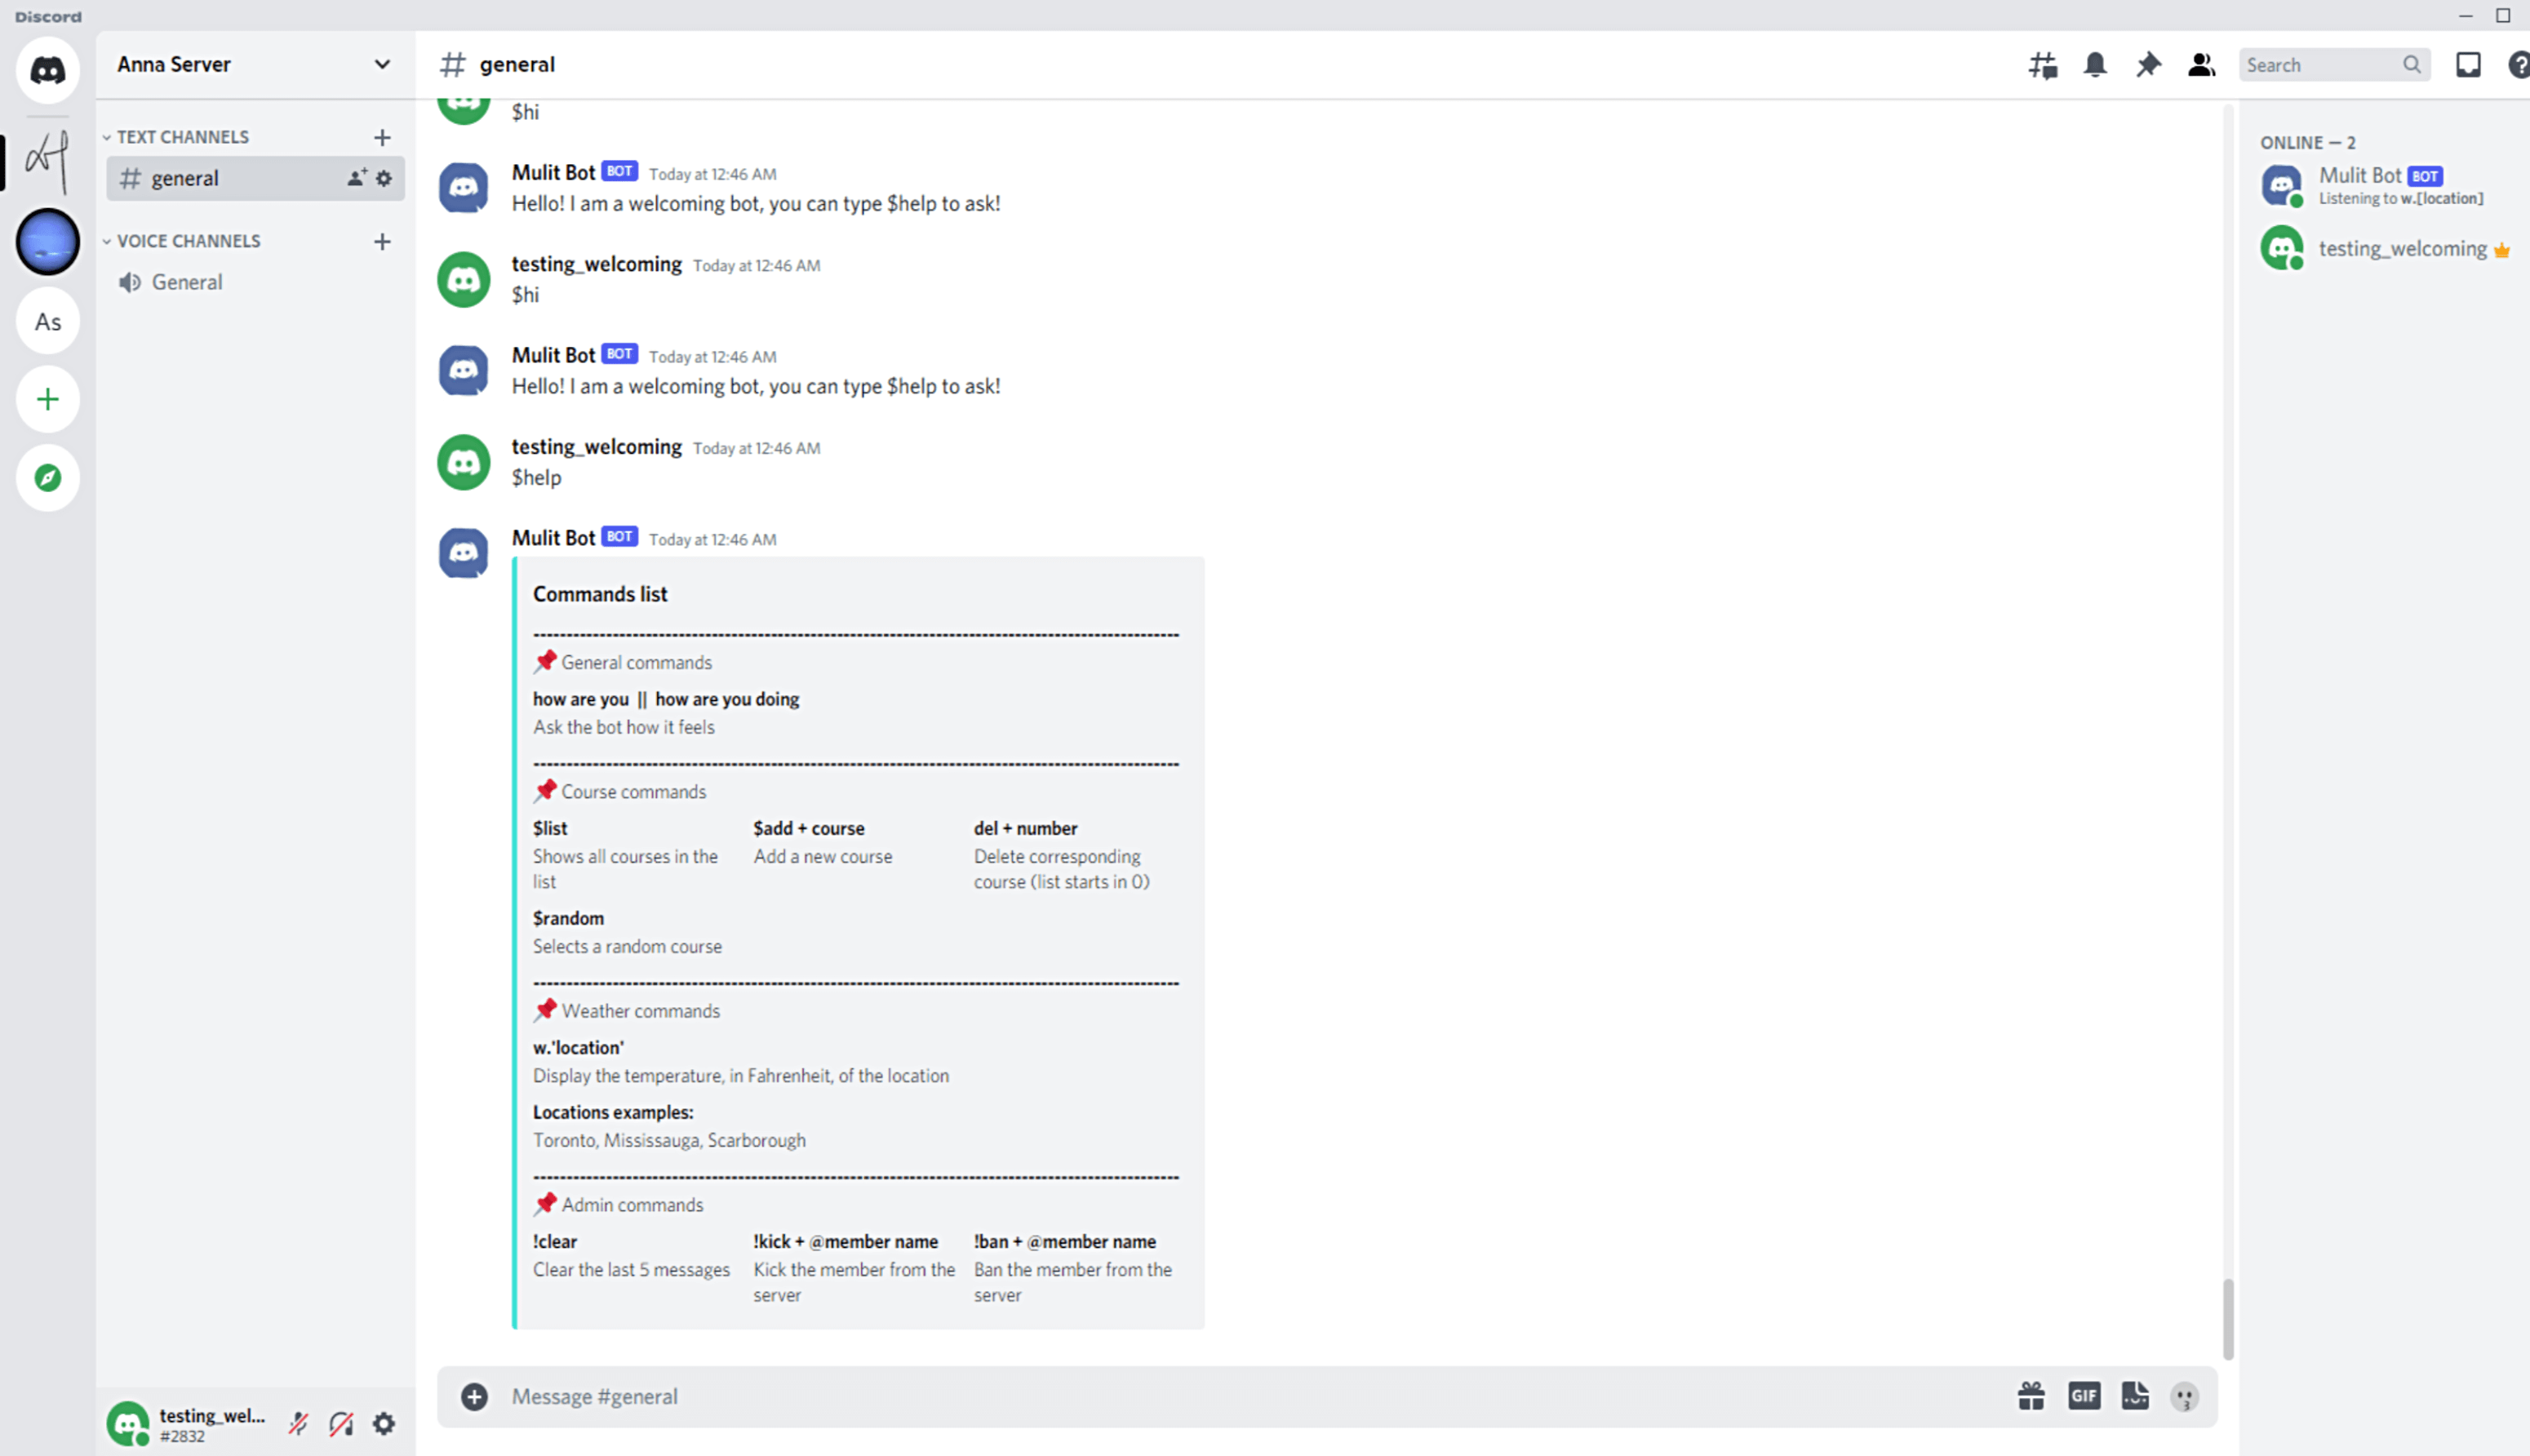 Discord
Anna Server
TEXT CHANNELS
general
VOICE CHANNELS
General
As
testing_wel...
#2832
general
Search
$hi
Mulit Bot BOT Today at 12:46 AM
Hello! I am a welcoming bot, you can type $help to ask!
testing_welcoming Today at 12:46 AM
$hi
Mulit Bot BOT Today at 12:46 AM
Hello! I am a welcoming bot, you can type $help to ask!
testing_welcoming Today at 12:46 AM
$help
Mulit Bot BOT Today at 12:46 AM
Commands list
--------------------------------------------------------------------------------
General commands
how are you || how are you doing
Ask the bot how it feels
--------------------------------------------------------------------------------
Course commands
$list
Shows all courses in the
list
$add + course
Add a new course
del + number
Delete corresponding
course (list starts in 0)
$random
Selects a random course
--------------------------------------------------------------------------------
Weather commands
w.'location'
Display the temperature, in Fahrenheit, of the location
Locations examples:
Toronto, Mississauga, Scarborough
--------------------------------------------------------------------------------
Admin commands
!clear
Clear the last 5 messages
!kick + @member name
Kick the member from the
server
!ban + @member name
Ban the member from the
server
Message #general
GIF
ONLINE — 2
Mulit Bot BOT
Listening to w.[location]
testing_welcoming